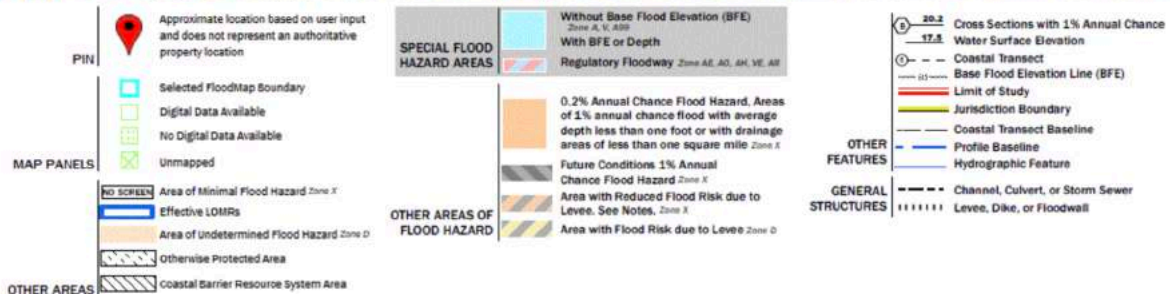 PIN
Approximate location based on user input
and does not represent an authoritative
property location
MAP PANELS
Selected FloodMap Boundary
Digital Data Available
No Digital Data Available
Unmapped
OTHER AREAS
NO SCREEN Area of Minimal Flood Hazard Zone X
Effective LOMRs
Area of Undetermined Flood Hazard Zone D
Otherwise Protected Area
Coastal Barrier Resource System Area
SPECIAL FLOOD
HAZARD AREAS
Without Base Flood Elevation (BFE)
Zone A, V, A99
With BFE or Depth
Regulatory Floodway Zone AE, AO, AH, VE, AR
OTHER AREAS OF
FLOOD HAZARD
0.2% Annual Chance Flood Hazard, Areas
of 1% annual chance flood with average
depth less than one foot or with drainage
areas of less than one square mile Zone X
Future Conditions 1% Annual
Chance Flood Hazard Zone X
Area with Reduced Flood Risk due to
Levee. See Notes. Zone X
Area with Flood Risk due to Levee Zone D
OTHER
FEATURES
20.2 Cross Sections with 1% Annual Chance
17.5 Water Surface Elevation
Coastal Transect
Base Flood Elevation Line (BFE)
Limit of Study
Jurisdiction Boundary
Coastal Transect Baseline
Profile Baseline
Hydrographic Feature
GENERAL
STRUCTURES
Channel, Culvert, or Storm Sewer
Levee, Dike, or Floodwall